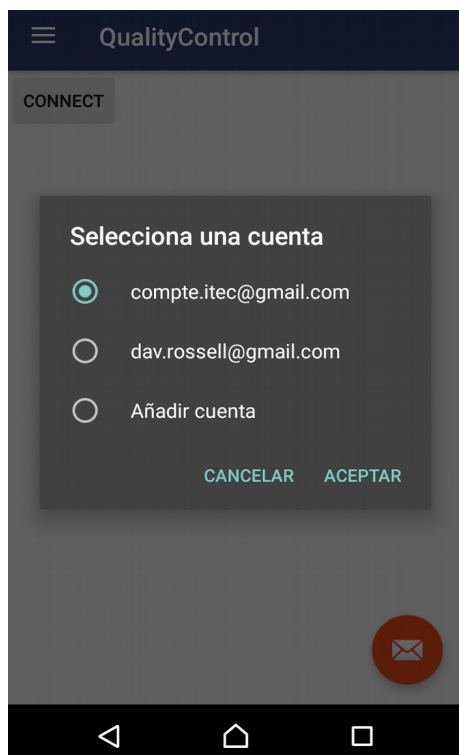 QualityControl
CONNECT
Selecciona una cuenta
compte.itec@gmail.com
dav.rossell@gmail.com
Añadir cuenta
CANCELAR ACEPTAR